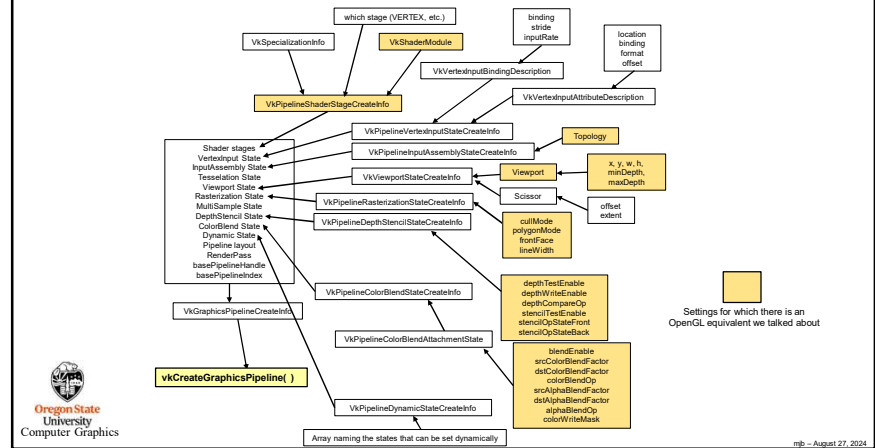 which stage (VERTEX, etc.)
VkSpecializationInfo
VkShaderModule
binding
stride
inputRate
location
binding
format
offset
VkVertexInputBindingDescription
VkVertexInputAttributeDescription
VkPipelineShaderStageCreateInfo
VkPipelineVertexInputStateCreateInfo
Topology
VkPipelineInputAssemblyStateCreateInfo
Shader stages
VertexInput State
InputAssembly State
Tesselation State
Viewport State
Rasterization State
MultiSample State
DepthStencil State
ColorBlend State
Dynamic State
Pipeline layout
RenderPass
basePipelineHandle
basePipelineIndex
VkViewportStateCreateInfo
Viewport
x, y, w, h,
minDepth,
maxDepth
Scissor
offset
extent
VkPipelineRasterizationStateCreateInfo
cullMode
polygonMode
frontFace
lineWidth
VkPipelineDepthStencilStateCreateInfo
depthTestEnable
depthWriteEnable
depthCompareOp
stencilTestEnable
stencilOpStateFront
stencilOpStateBack
VkPipelineColorBlendStateCreateInfo
VkGraphicsPipelineCreateInfo
VkPipelineColorBlendAttachmentState
blendEnable
srcColorBlendFactor
dstColorBlendFactor
colorBlendOp
srcAlphaBlendFactor
dstAlphaBlendFactor
alphaBlendOp
colorWriteMask
vkCreateGraphicsPipeline( )
VkPipelineDynamicStateCreateInfo
Array naming the states that can be set dynamically
Settings for which there is an
OpenGL equivalent we talked about
Oregon State
University
Computer Graphics
mjb – August 27, 2024